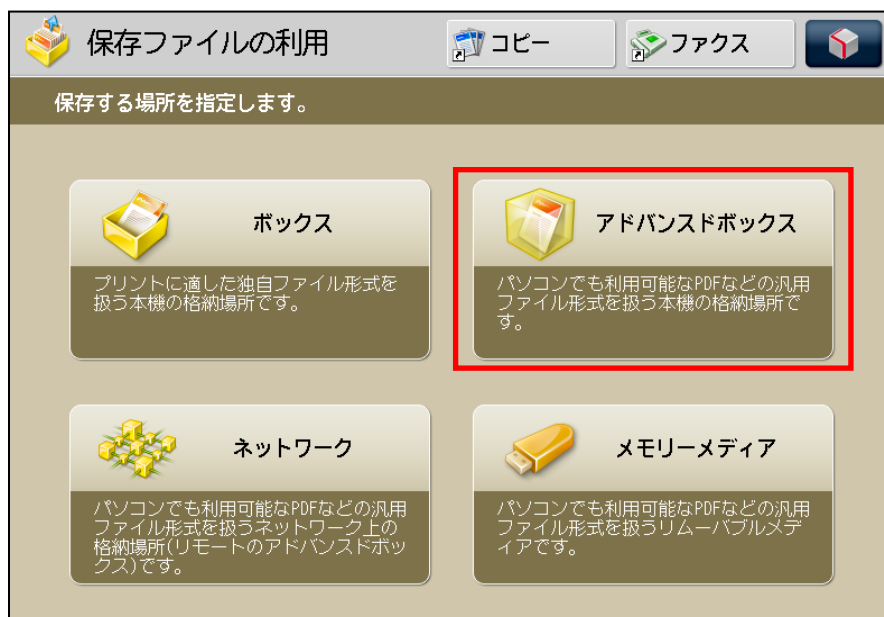 保存ファイルの利用
コピー
ファクス
保存する場所を指定します。
ボックス
プリントに適した独自ファイル形式を
扱う本機の格納場所です。
アドバンスドボックス
パソコンでも利用可能なPDFなどの汎用
ファイル形式を扱う本機の格納場所で
す。
ネットワーク
パソコンでも利用可能なPDFなどの汎用
ファイル形式を扱うネットワーク上の
格納場所(リモートのアドバンスドボッ
クス)です。
メモリーメディア
パソコンでも利用可能なPDFなどの汎用
ファイル形式を扱うリムーバブルメデ
ィアです。